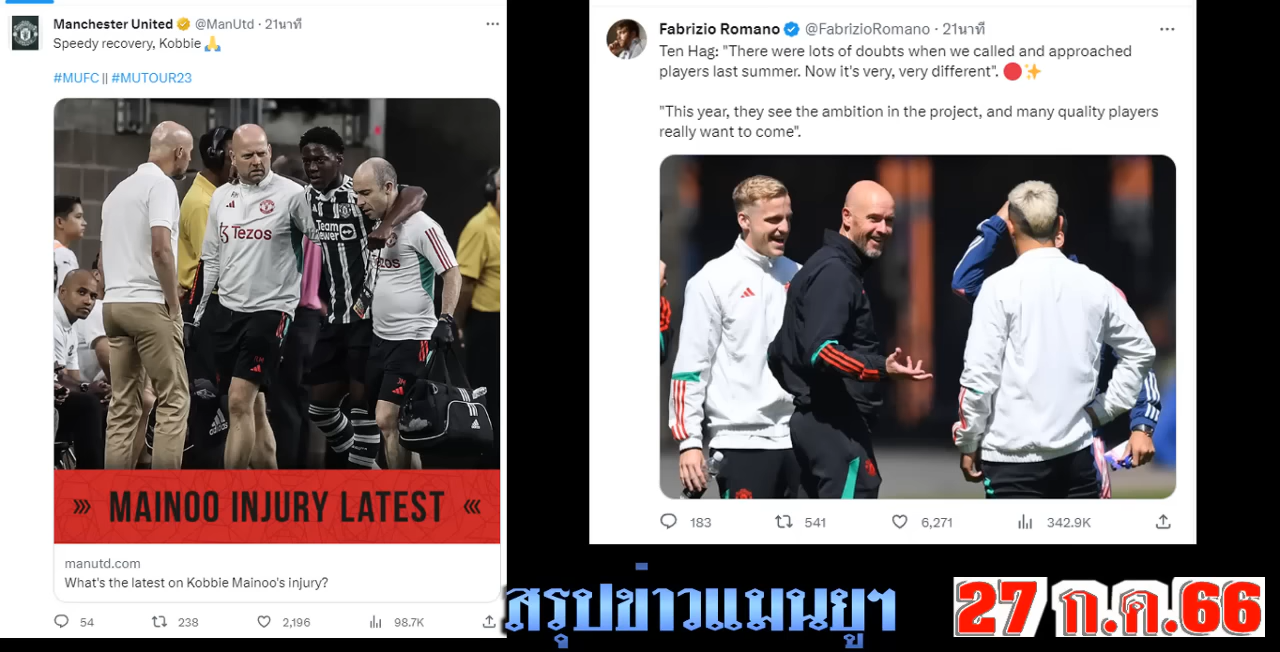 Manchester United @ManUtd · 21นาที
Speedy recovery, Kobbie 🙏
#MUFC || #MUTOUR23
Tezos
Team
wer
zos
MAINOO INJURY LATEST
manutd.com
What's the latest on Kobbie Mainoo's injury?
54 238 2,196 98.7K
Fabrizio Romano @FabrizioRomano · 21นาที
Ten Hag: "There were lots of doubts when we called and approached
players last summer. Now it's very, very different". 🔴✨
"This year, they see the ambition in the project, and many quality players
really want to come".
183 541 6,271 342.9K
สรุปข่าวแมนยูฯ
27 ก.ค.66